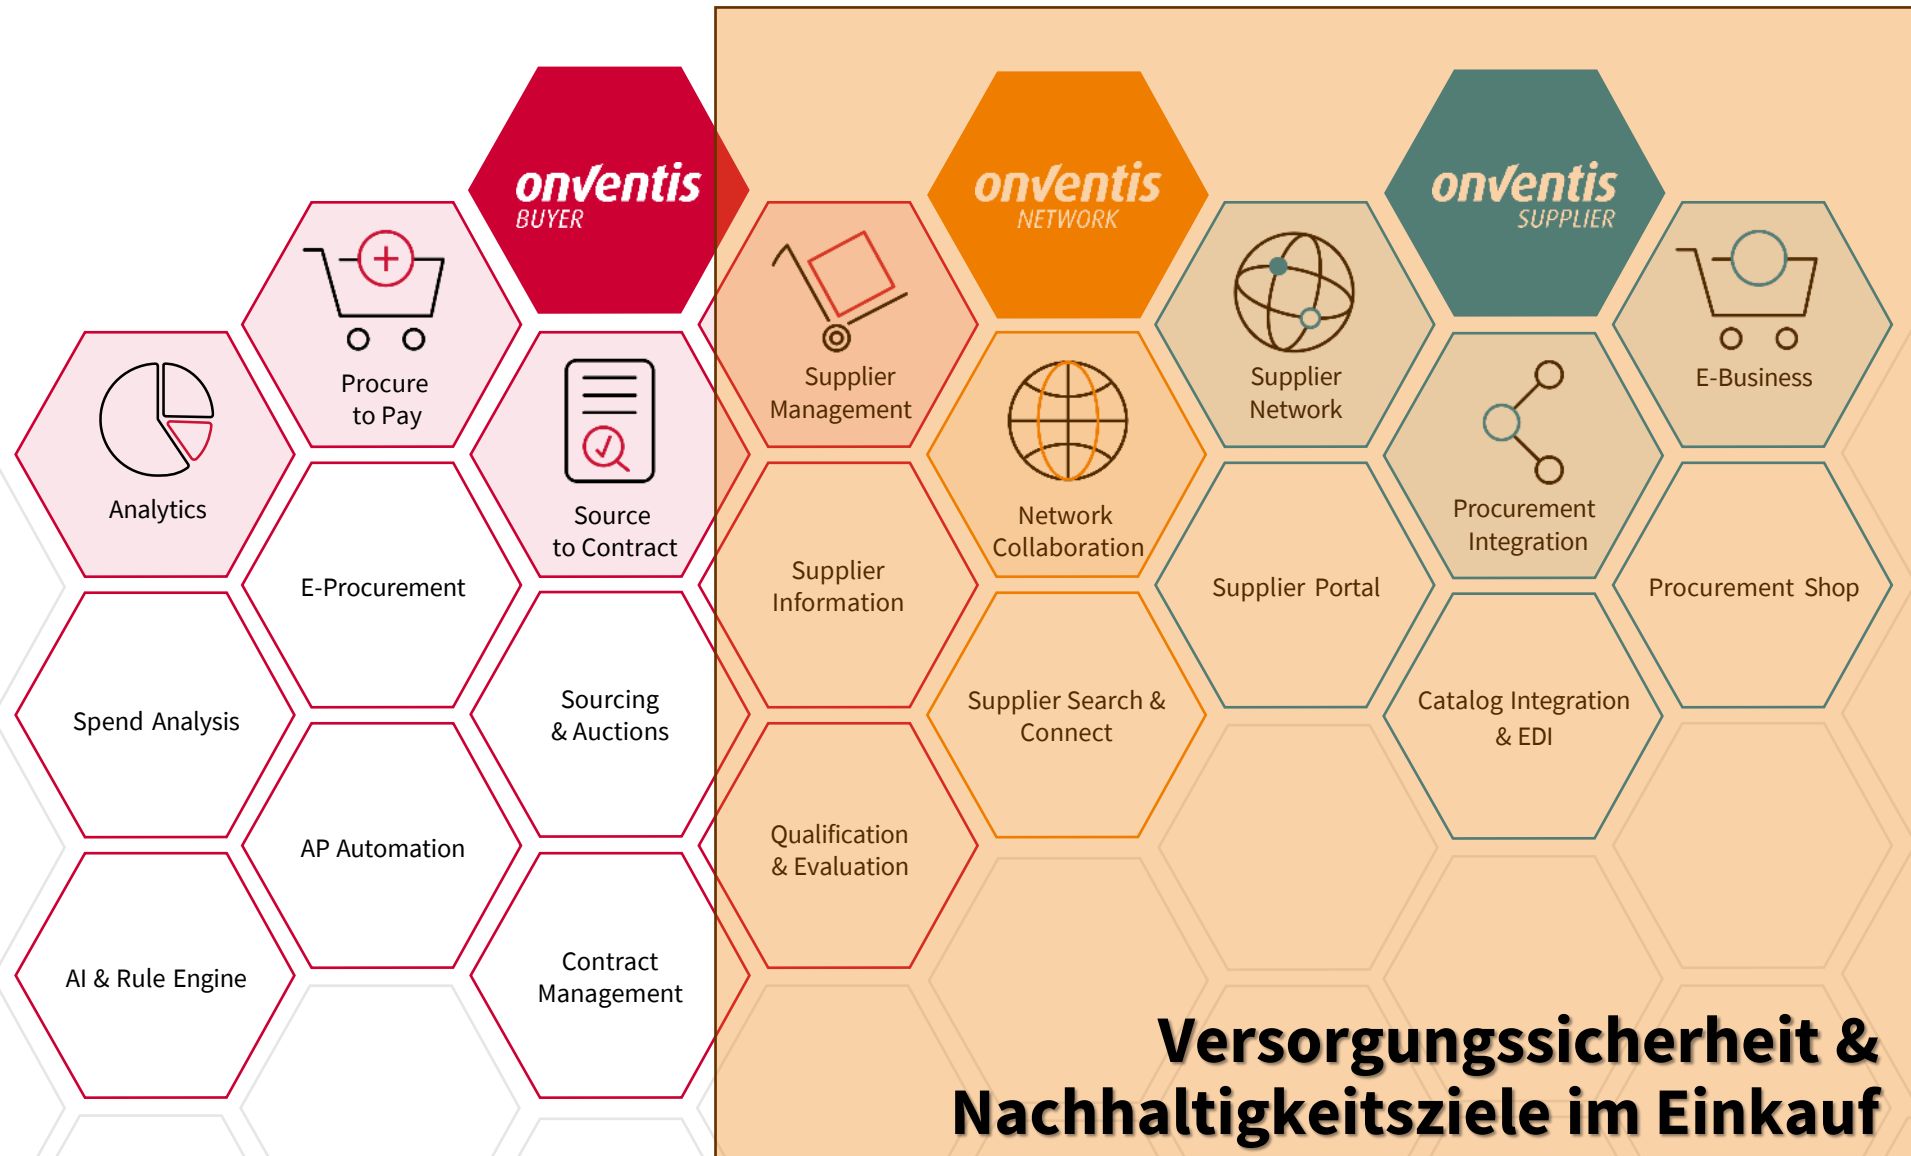 onventis
BUYER
onventis
NETWORK
onventis
SUPPLIER
Analytics
Spend Analysis
AI & Rule Engine
Procure
to Pay
E-Procurement
AP Automation
Source
to Contract
Sourcing
& Auctions
Contract
Management
Supplier
Management
Supplier
Information
Qualification
& Evaluation
Network
Collaboration
Supplier Search &
Connect
Supplier
Network
Supplier Portal
Procurement
Integration
Catalog Integration
& EDI
E-Business
Procurement Shop
Versorgungssicherheit &
Nachhaltigkeitsziele im Einkauf